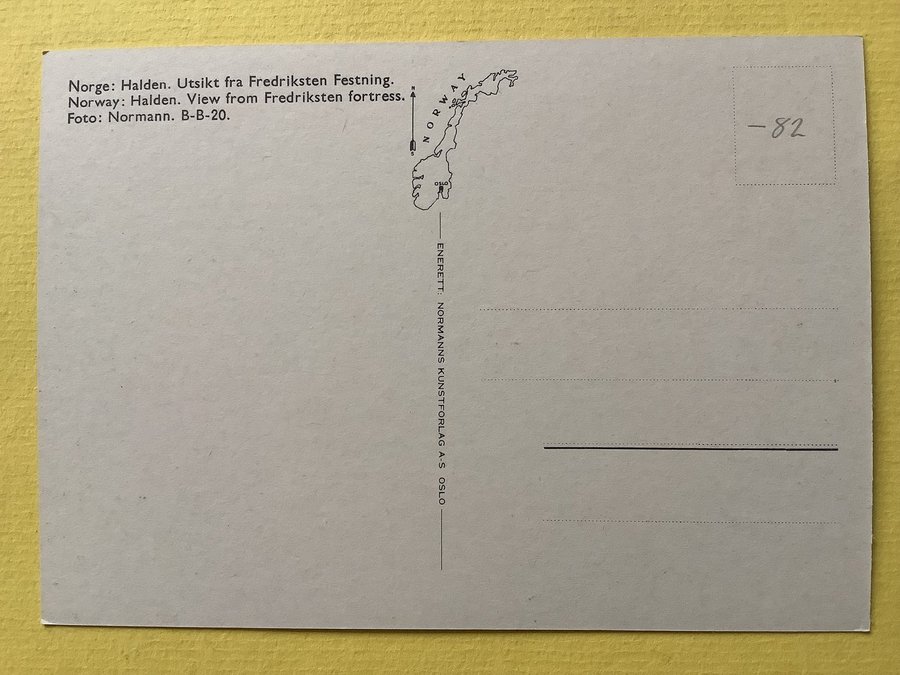 Norge: Halden. Utsikt fra Fredriksten Festning.
Norway: Halden. View from Fredriksten fortress.
Foto: Normann. B-B-20.
N
S
NORWAY
OSLO
-82
ENERETT: NORMANNS KUNSTFORLAG A-S OSLO